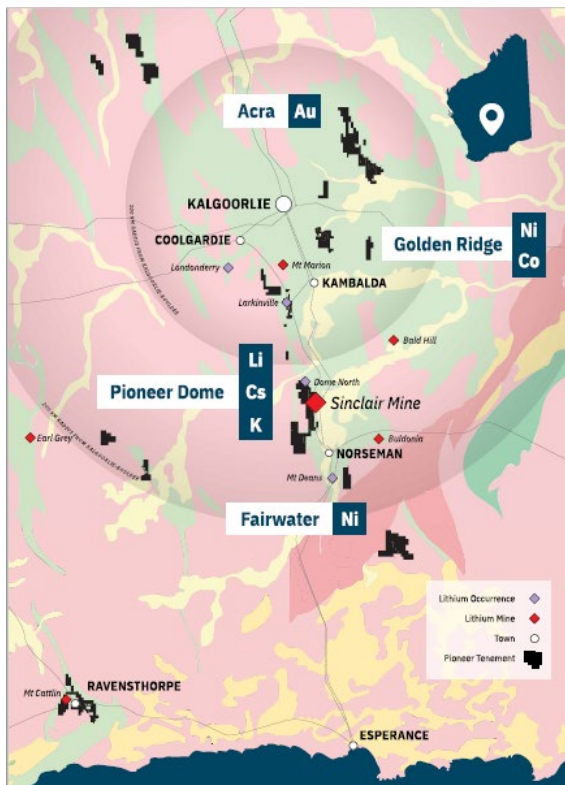 Acra Au
KALGOORLIE
COOLGARDIE
Londonderry
Mt Marion
Golden Ridge
Ni
Co
KAMBALDA
Larkinville
Bald Hill
Li
Cs
K
Pioneer Dome
Dome North
Sinclair Mine
Earl Grey
Buldania
NORSEMAN
Mt Deans
Fairwater Ni
Lithium Occurrence
Lithium Mine
Town
Pioneer Tenement
Mt Cattlin
RAVENSTHORPE
ESPERANCE